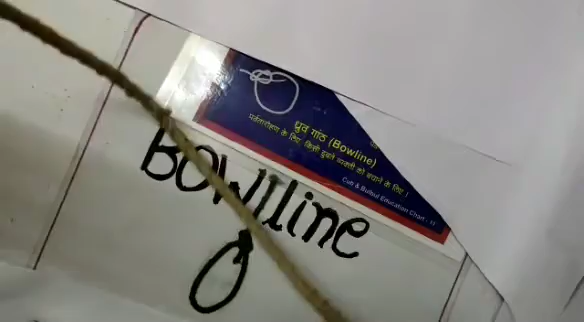 ध्रुव गांठ (Bowline)
पर्वतारोहण के लिए, किसी डुबते व्यक्ती को बचाने के लिए।
Cub & Bulbul Education Chart - 11
Bowline